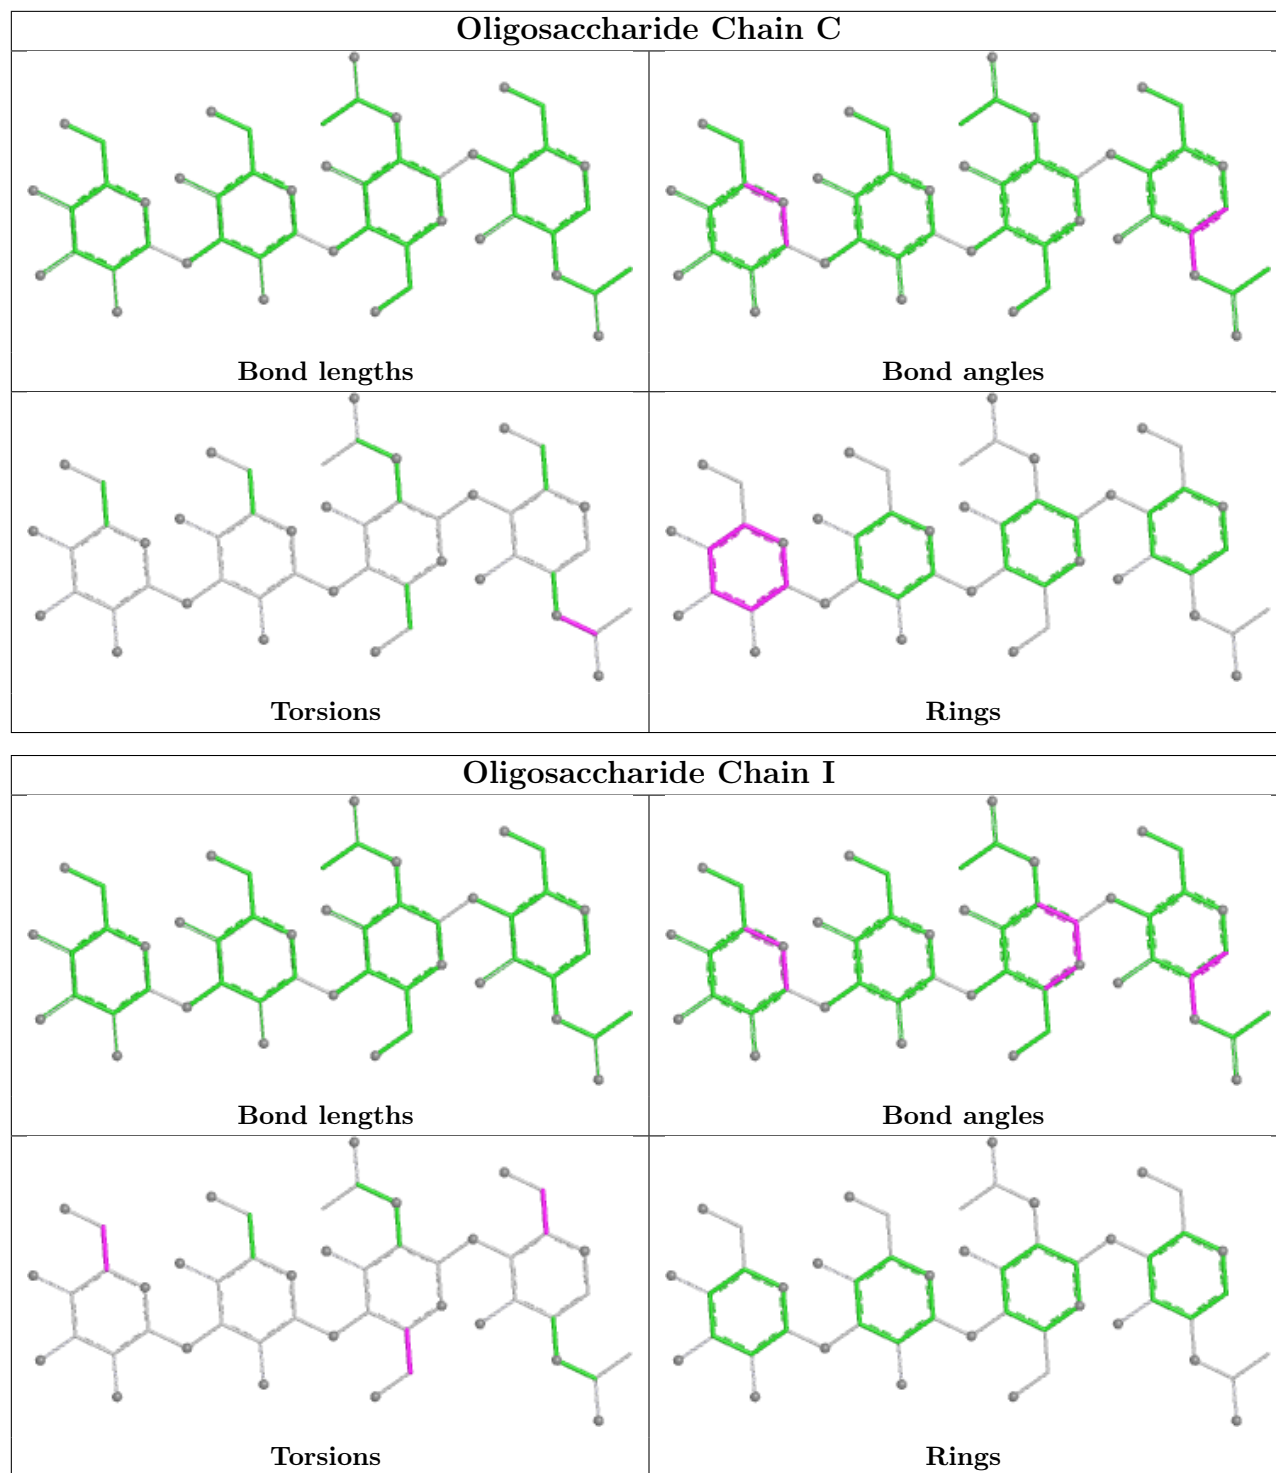 Oligosaccharide Chain C
Bond lengths
Bond angles
Torsions
Rings
Oligosaccharide Chain I
Bond lengths
Bond angles
Torsions
Rings